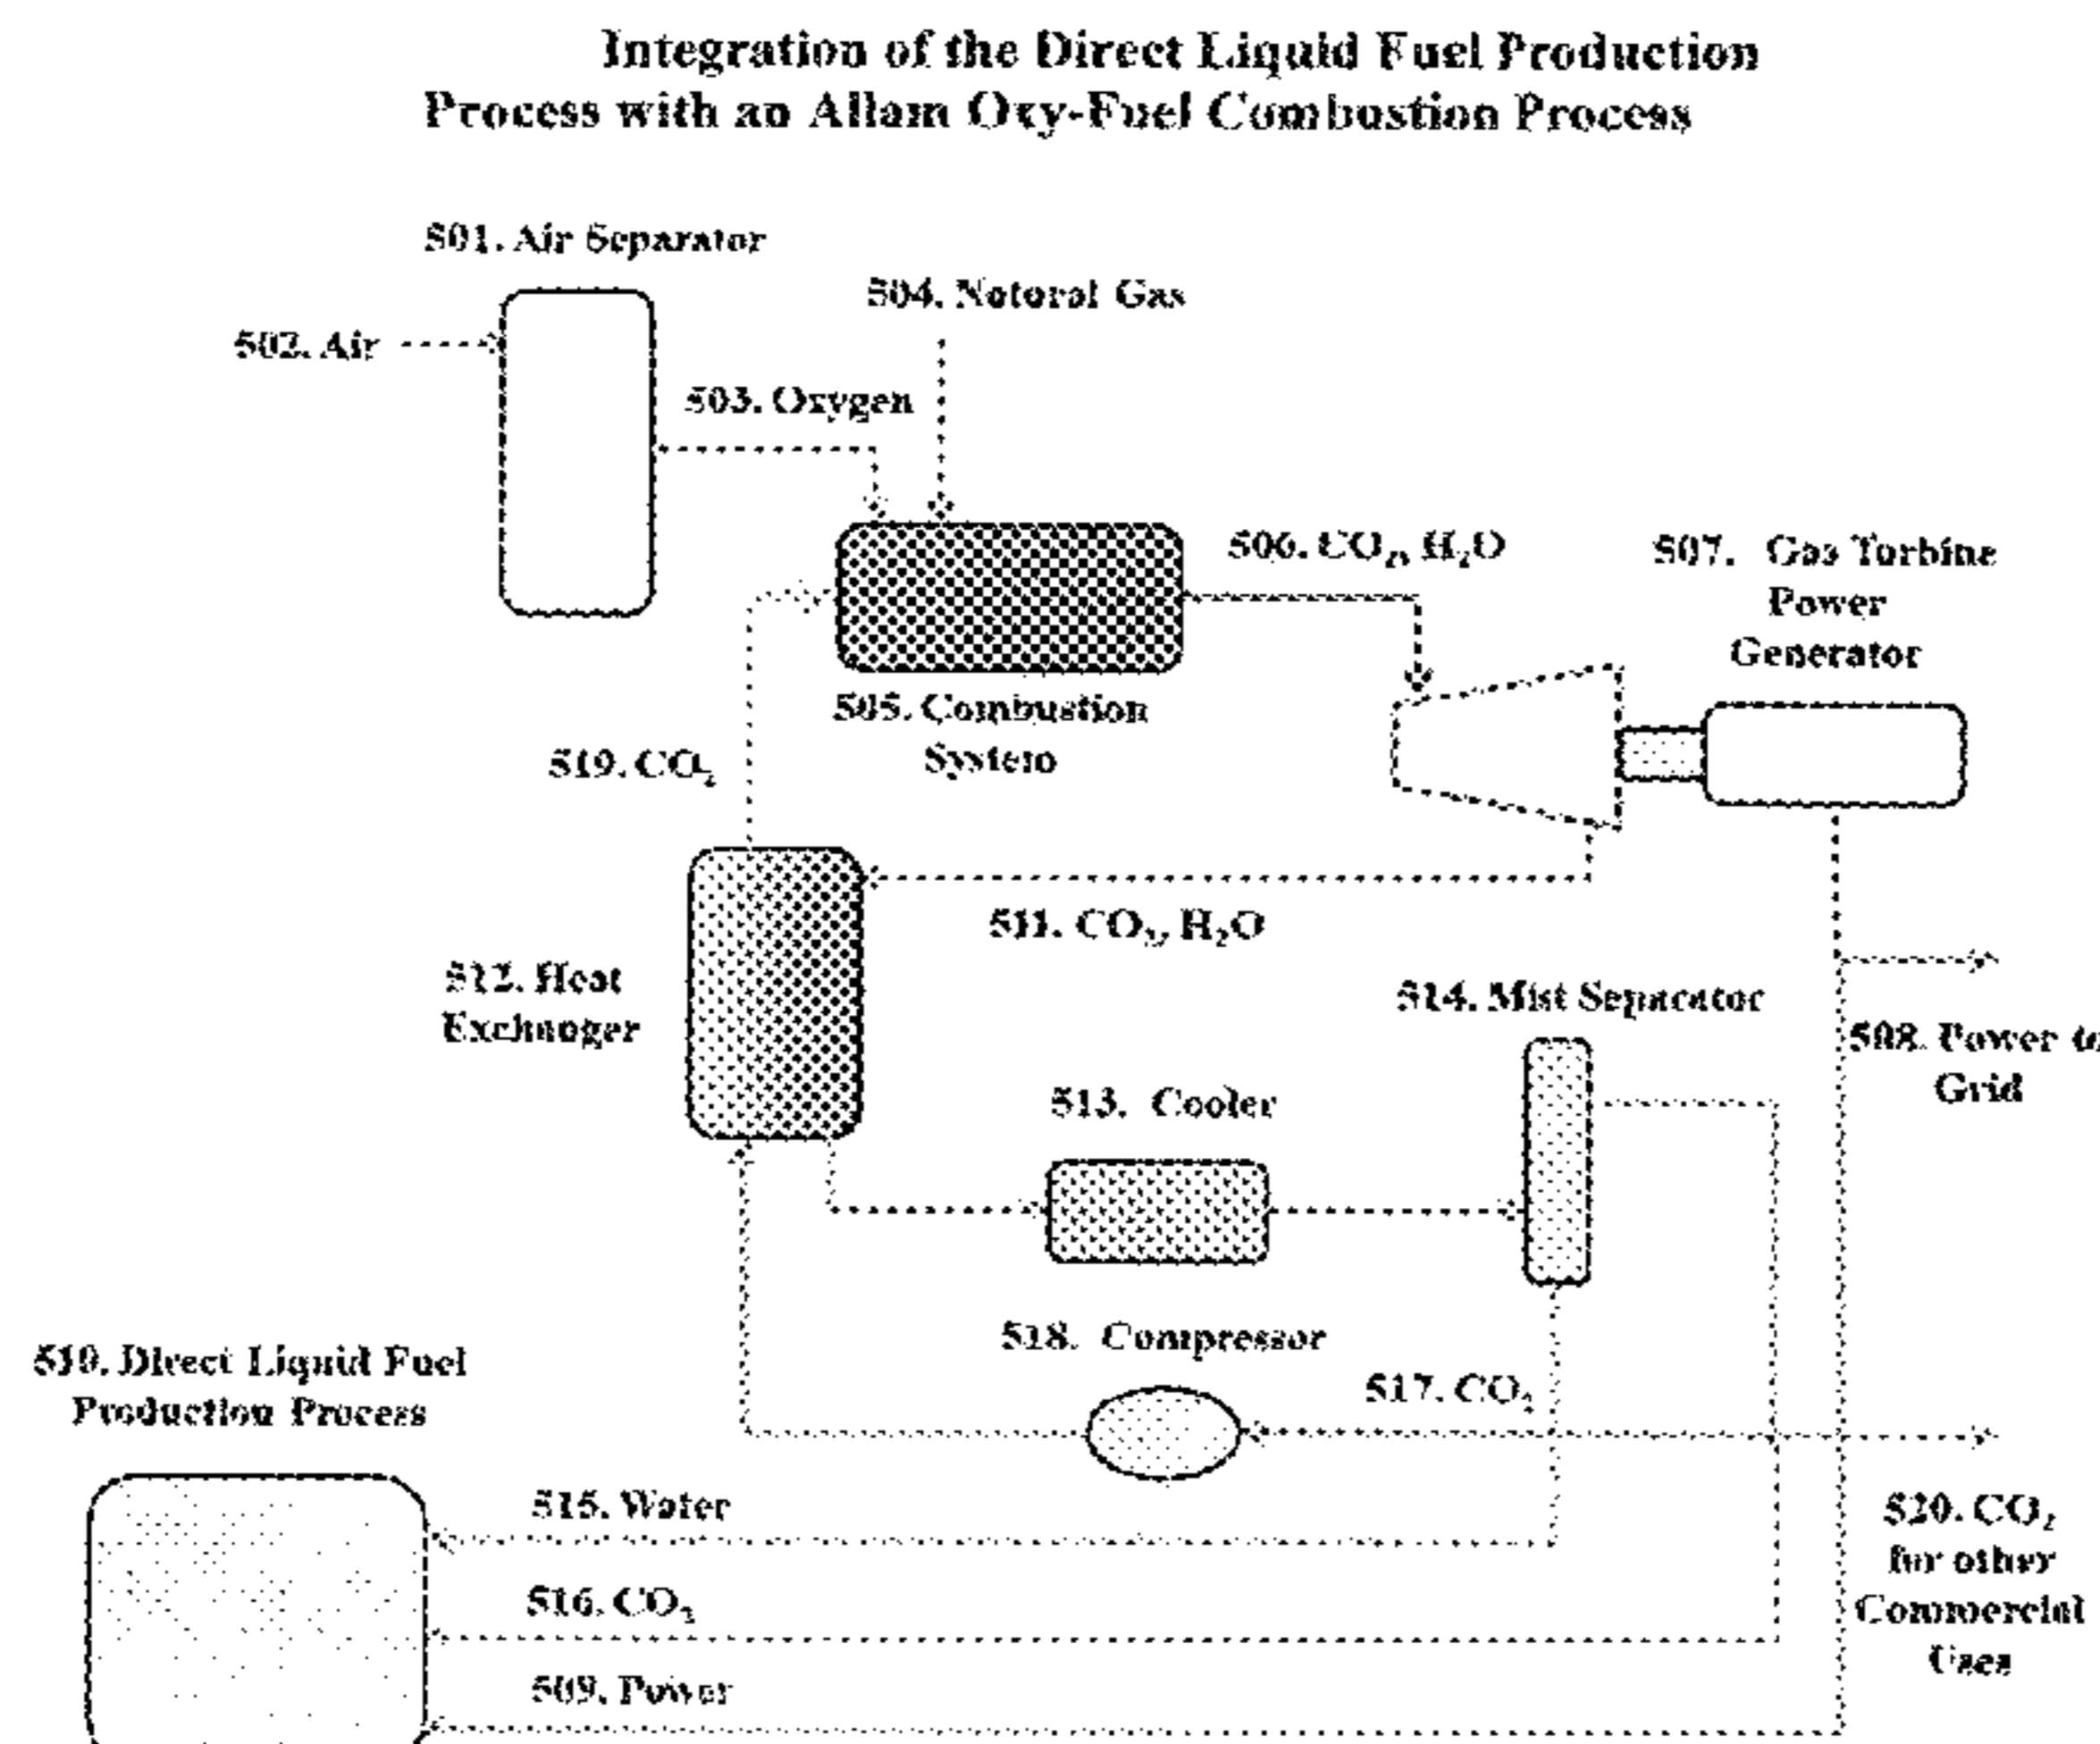 Integration of the Direct Liquid Fuel Production
Process with an Allam Oxy-Fuel Combustion Process
501. Air Separator
504. Natural Gas
502. Air
503. Oxygen
506. CO₂, H₂O
507. Gas Turbine
Power
Generator
505. Combustion
System
519. CO₂
511. CO₂, H₂O
512. Heat
Exchanger
514. Mist Separator
508. Power to
Grid
513. Cooler
518. Compressor
510. Direct Liquid Fuel
Production Process
517. CO₂
515. Water
520. CO₂
for other
Commercial
Uses
516. CO₂
509. Power